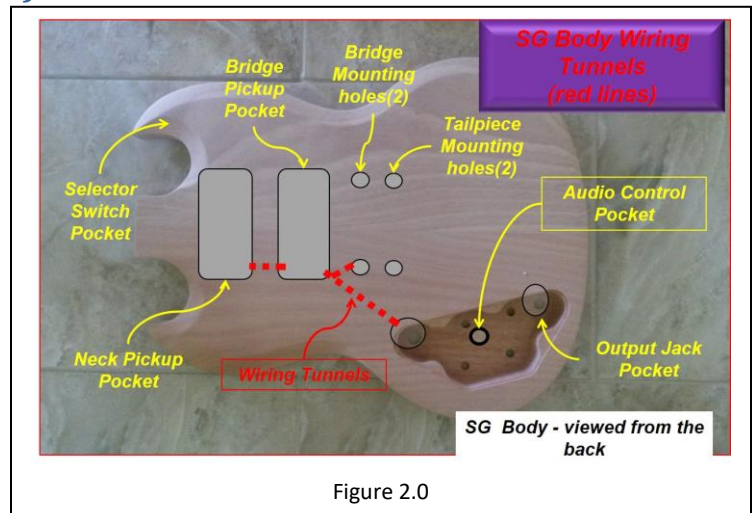 SG Body Wiring
Tunnels
(red lines)
Bridge
Mounting
holes(2)
Bridge
Pickup
Pocket
Tailpiece
Mounting
holes(2)
Selector
Switch
Pocket
Audio Control
Pocket
Neck Pickup
Pocket
Wiring Tunnels
Output Jack
Pocket
SG Body - viewed from the
back
Figure 2.0